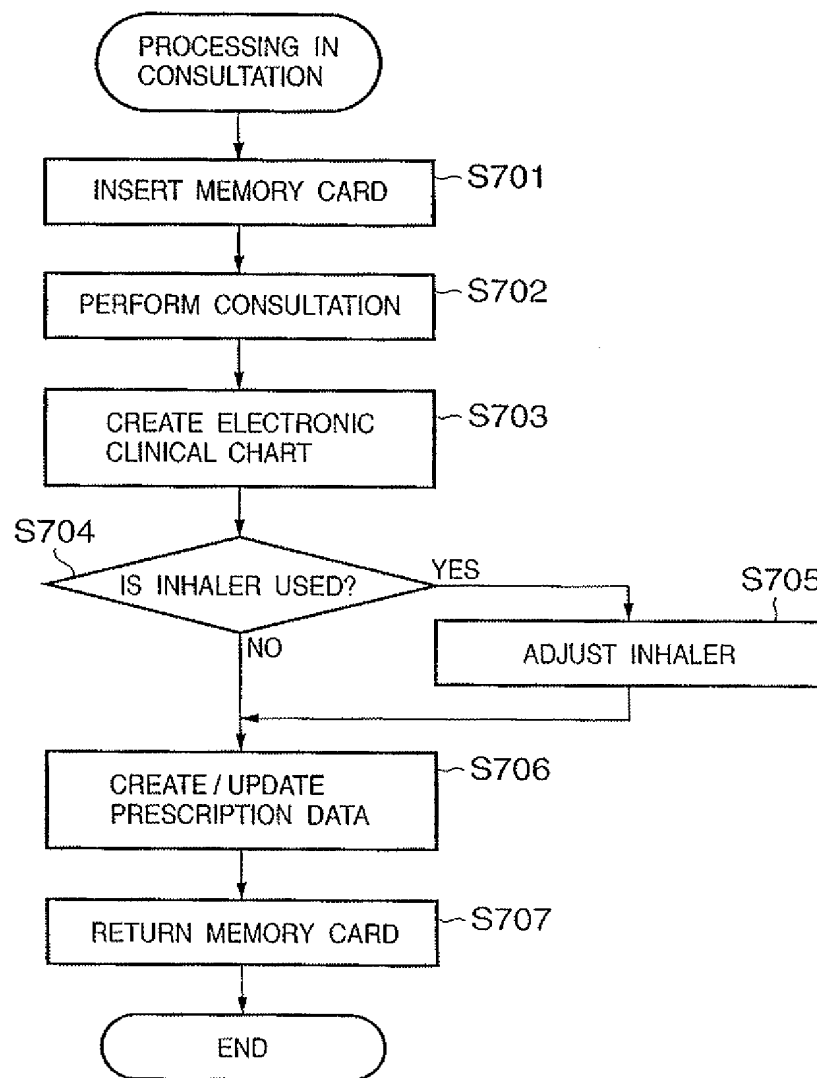 PROCESSING IN
CONSULTATION
INSERT MEMORY CARD
S701
PERFORM CONSULTATION
S702
CREATE ELECTRONIC
CLINICAL CHART
S703
S704
IS INHALER USED?
YES
NO
S705
ADJUST INHALER
CREATE / UPDATE
PRESCRIPTION DATA
S706
RETURN MEMORY CARD
S707
END